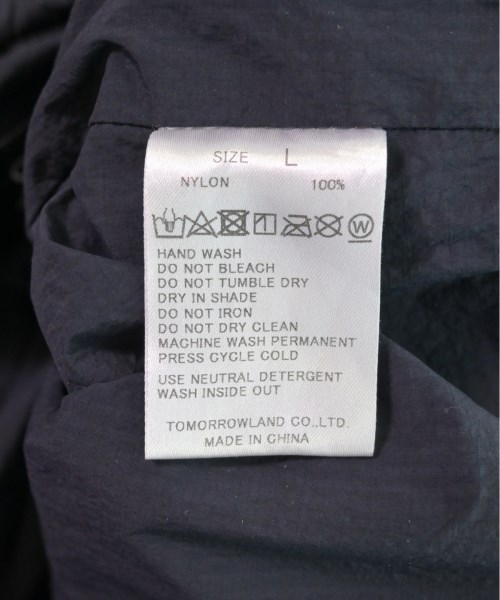 SIZE L
NYLON 100%
W
HAND WASH
DO NOT BLEACH
DO NOT TUMBLE DRY
DRY IN SHADE
DO NOT IRON
DO NOT DRY CLEAN
MACHINE WASH PERMANENT
PRESS CYCLE COLD
USE NEUTRAL DETERGENT
WASH INSIDE OUT
TOMORROWLAND CO.,LTD.
MADE IN CHINA